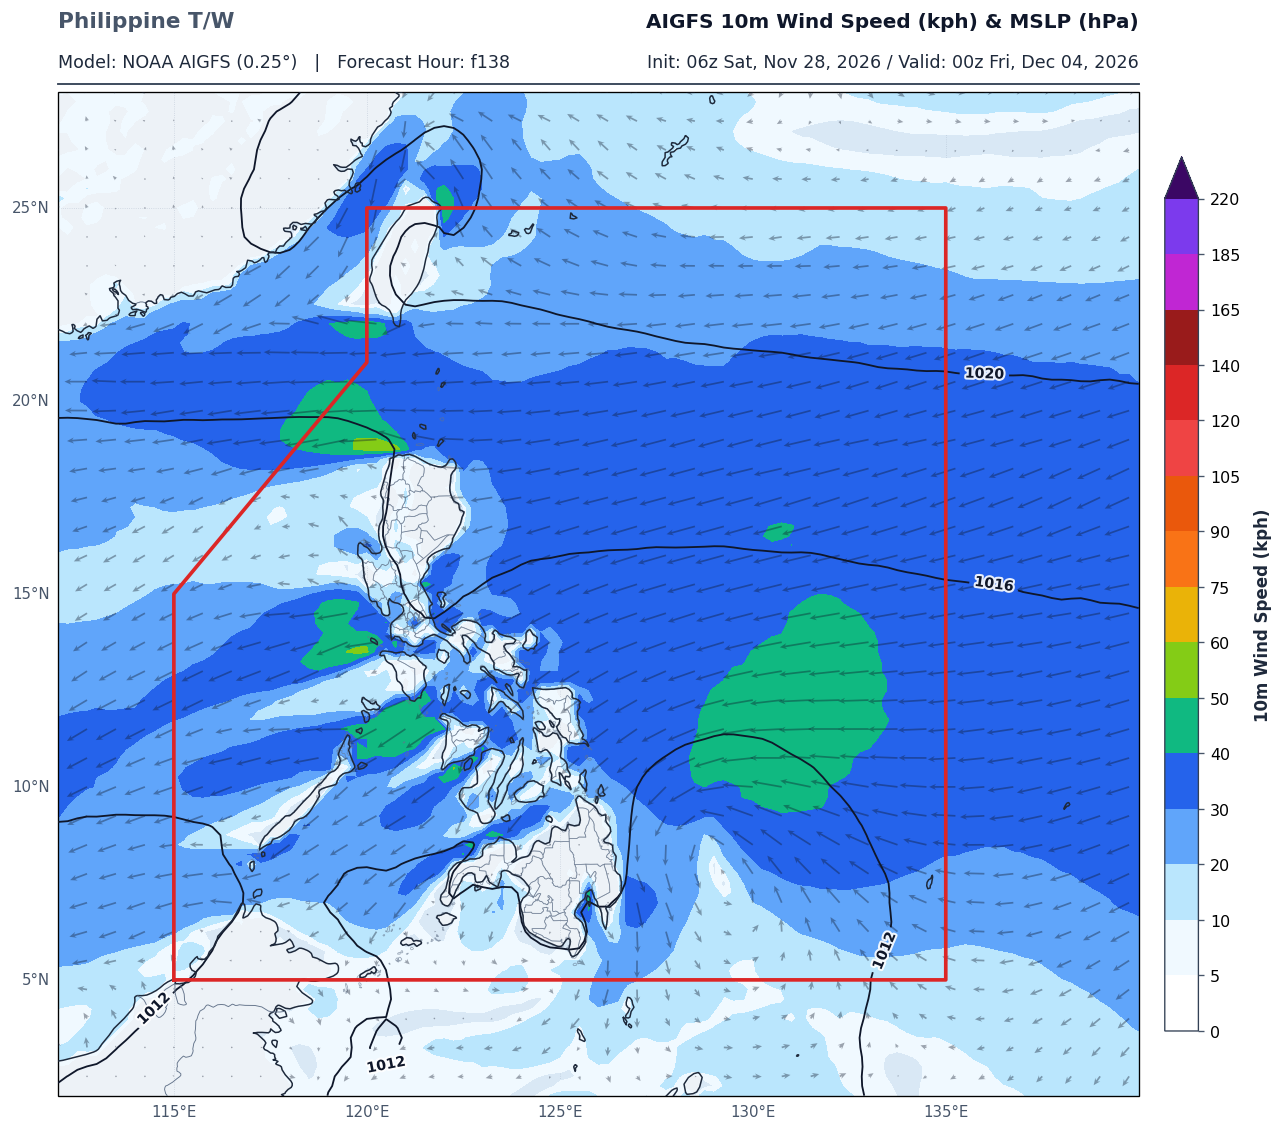 Philippine T/W
AIGFS 10m Wind Speed (kph) & MSLP (hPa)
Model: NOAA AIGFS (0.25°) | Forecast Hour: f138
Init: 06z Sat, Nov 28, 2026 / Valid: 00z Fri, Dec 04, 2026
25°N
20°N
15°N
10°N
5°N
115°E
120°E
125°E
130°E
135°E
1020
1016
1012
1012
1012
220
185
165
140
120
105
90
75
60
50
40
30
20
10
5
0
10m Wind Speed (kph)